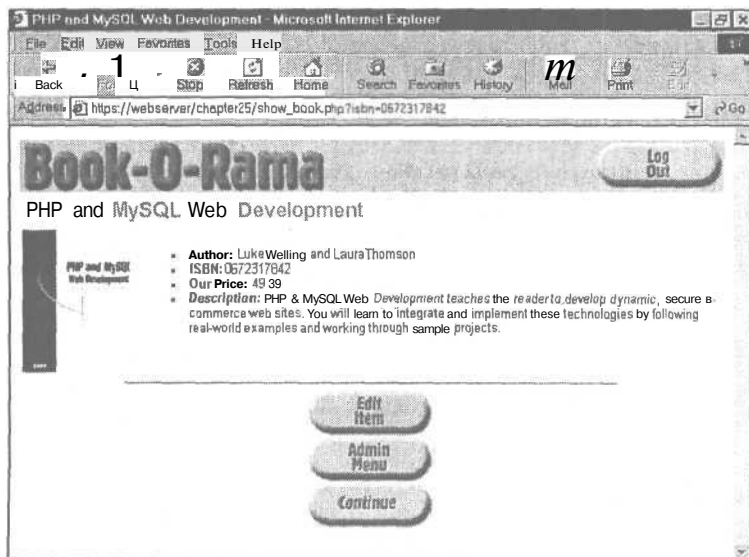 PHP and MySQL Web Development - Microsoft Internet Explorer
File Edit View Favorites Tools Help
Back Stop Refresh Home Search Favorites History Mail Print Edit
Address https://webserver/chapter25/show_book.php?isbn=0672317842 Go
Book-O-Rama
Log Out
PHP and MySQL Web Development
PHP and MySQL
Web Development
Author: Luke Welling and Laura Thomson
ISBN: 0672317842
Our Price: 49 39
Description: PHP & MySQL Web Development teaches the reader to develop dynamic, secure в-
commerce web sites. You will learn to integrate and implement these technologies by following
real-world examples and working through sample projects.
Edit
Item
Admin
Menu
Continue